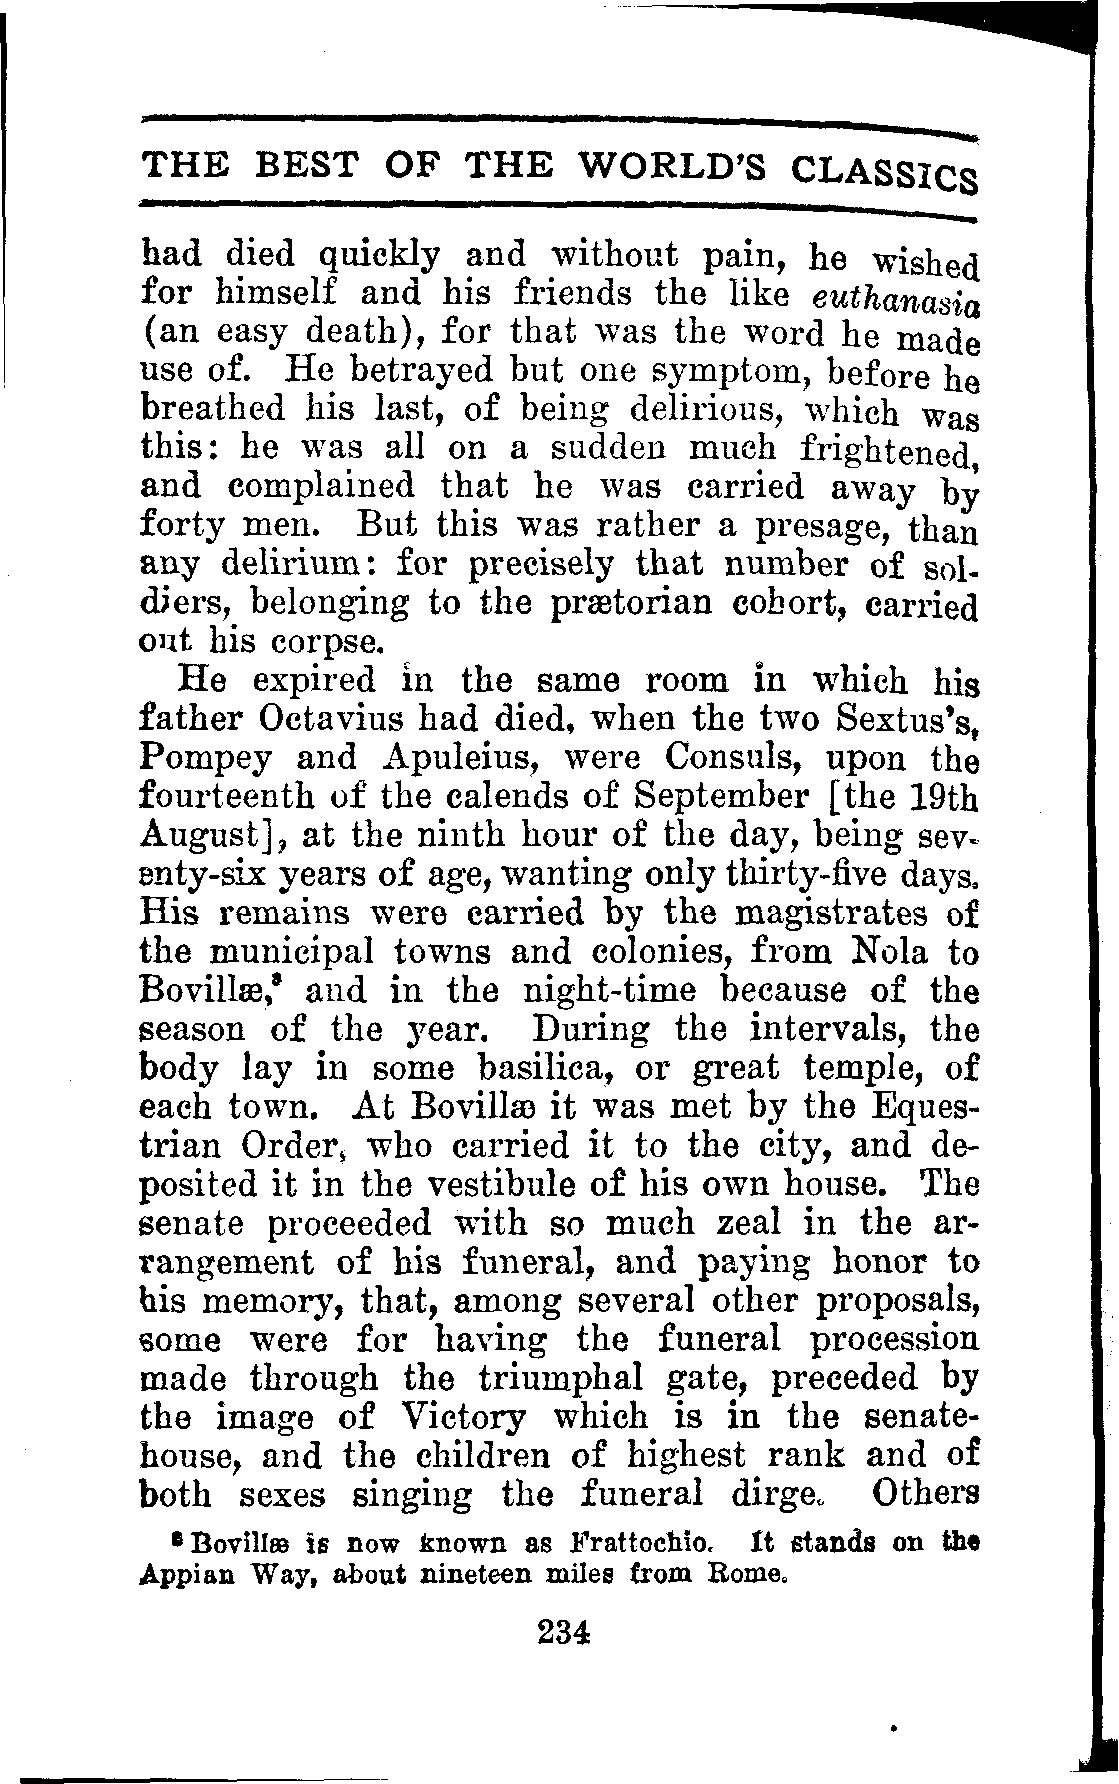 THE BEST OF THE WORLD'S CLASSICS
had died quickly and without pain, he wished
for himself and his friends the like euthanasia
(an easy death), for that was the word he made
use of. He betrayed but one symptom, before he
breathed his last, of being delirious, which was
this: he was all on a sudden much frightened,
and complained that he was carried away by
forty men. But this was rather a presage, than
any delirium: for precisely that number of sol-
diers, belonging to the prætorian cohort, carried
out his corpse.
He expired in the same room in which his
father Octavius had died, when the two Sextus's,
Pompey and Apuleius, were Consuls, upon the
fourteenth of the calends of September [the 19th
August], at the ninth hour of the day, being sev-
enty-six years of age, wanting only thirty-five days.
His remains were carried by the magistrates of
the municipal towns and colonies, from Nola to
Bovillæ,⁸ and in the night-time because of the
season of the year. During the intervals, the
body lay in some basilica, or great temple, of
each town. At Bovillæ it was met by the Eques-
trian Order, who carried it to the city, and de-
posited it in the vestibule of his own house. The
senate proceeded with so much zeal in the ar-
rangement of his funeral, and paying honor to
his memory, that, among several other proposals,
some were for having the funeral procession
made through the triumphal gate, preceded by
the image of Victory which is in the senate-
house, and the children of highest rank and of
both sexes singing the funeral dirge. Others
⁸ Bovillæ is now known as Frattochio. It stands on the
Appian Way, about nineteen miles from Rome.
234